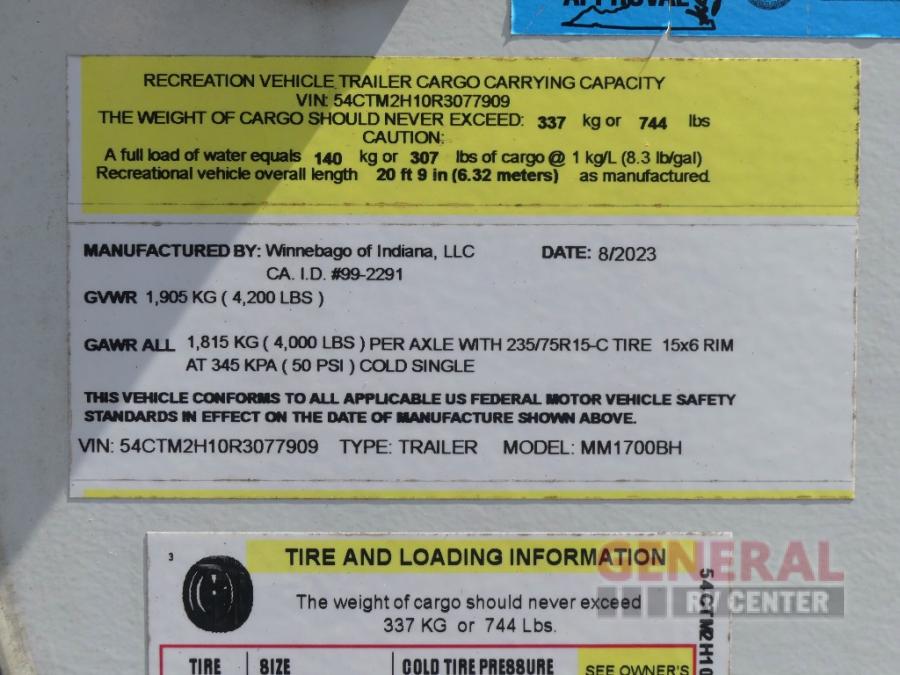 APPROVAL
RECREATION VEHICLE TRAILER CARGO CARRYING CAPACITY
VIN: 54CTM2H10R3077909
THE WEIGHT OF CARGO SHOULD NEVER EXCEED: 337 kg or 744 lbs
CAUTION:
A full load of water equals 140 kg or 307 lbs of cargo @ 1 kg/L (8.3 lb/gal)
Recreational vehicle overall length 20 ft 9 in (6.32 meters) as manufactured.
MANUFACTURED BY: Winnebago of Indiana, LLC DATE: 8/2023
CA. I.D. #99-2291
GVWR 1,905 KG ( 4,200 LBS )
GAWR ALL 1,815 KG ( 4,000 LBS ) PER AXLE WITH 235/75R15-C TIRE 15x6 RIM
AT 345 KPA ( 50 PSI ) COLD SINGLE
THIS VEHICLE CONFORMS TO ALL APPLICABLE US FEDERAL MOTOR VEHICLE SAFETY
STANDARDS IN EFFECT ON THE DATE OF MANUFACTURE SHOWN ABOVE.
VIN: 54CTM2H10R3077909 TYPE: TRAILER MODEL: MM1700BH
3
TIRE AND LOADING INFORMATION
The weight of cargo should never exceed
337 KG or 744 Lbs.
TIRE SIZE COLD TIRE PRESSURE SEE OWNER'S
54CTM2H10
GENERAL
RV CENTER